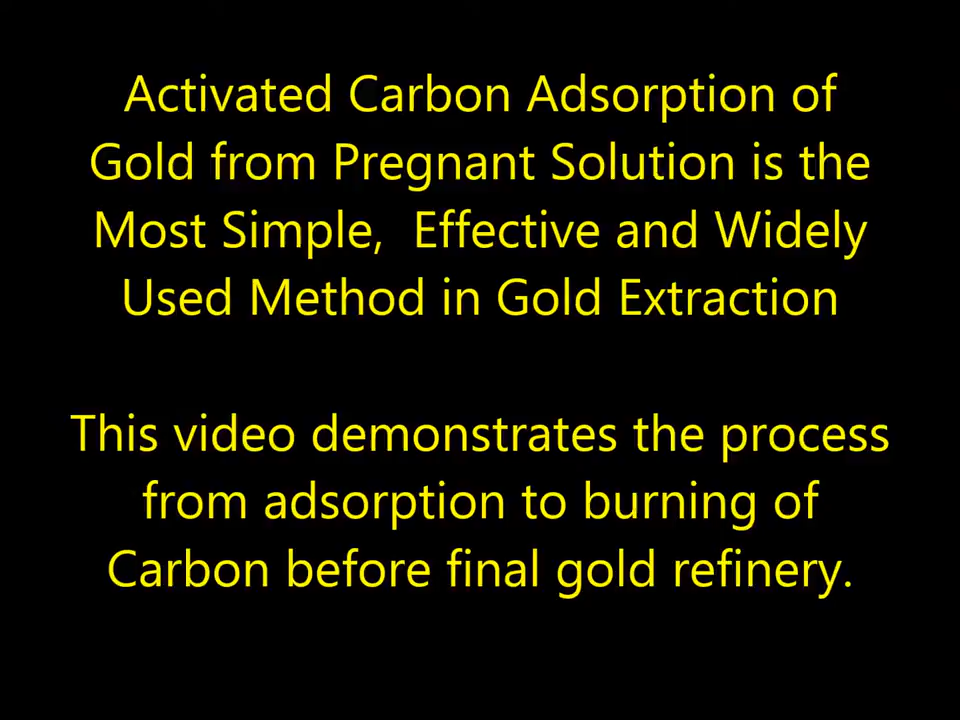 Activated Carbon Adsorption of
Gold from Pregnant Solution is the
Most Simple,  Effective and Widely
Used Method in Gold Extraction
This video demonstrates the process
from adsorption to burning of
Carbon before final gold refinery.